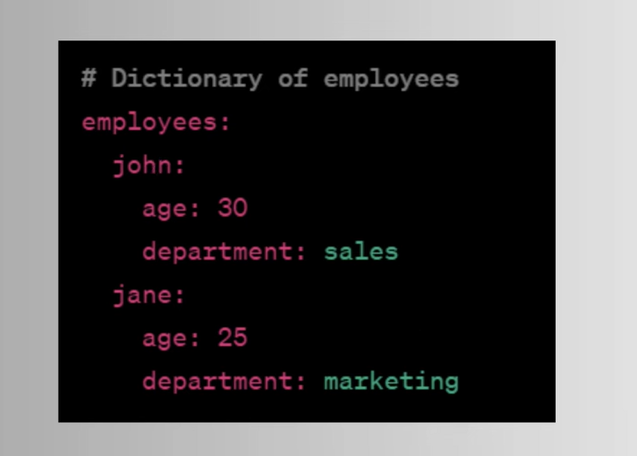 # Dictionary of employees
employees:
  john:
    age: 30
    department: sales
  jane:
    age: 25
    department: marketing